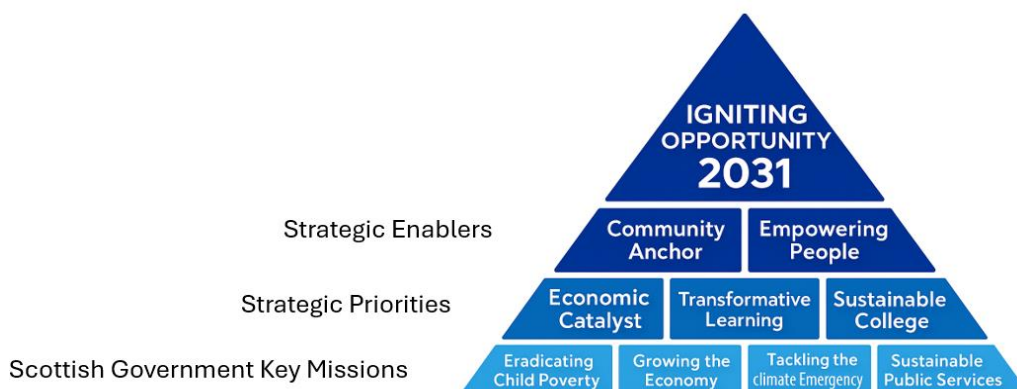 IGNITING
OPPORTUNITY
2031
Strategic Enablers
Community
Anchor
Empowering
People
Strategic Priorities
Economic
Catalyst
Transformative
Learning
Sustainable
College
Scottish Government Key Missions
Eradicating
Child Poverty
Growing the
Economy
Tackling the
climate Emergency
Sustainable
Public Services